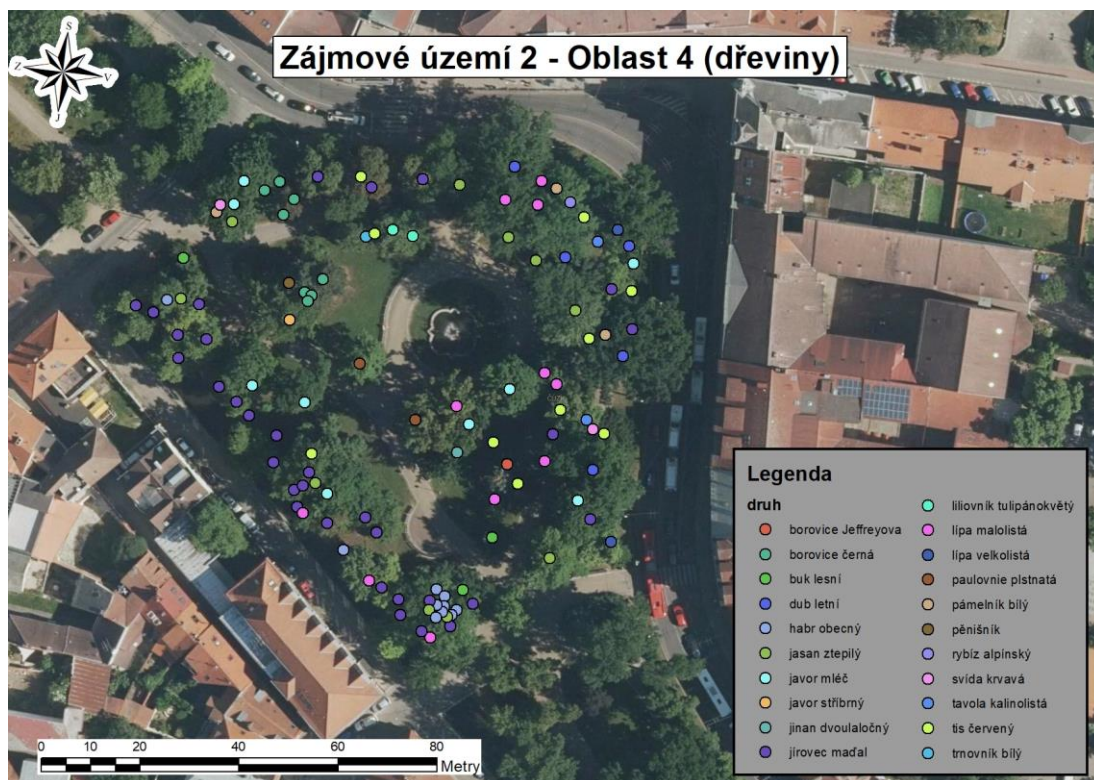 Zájmové území 2 - Oblast 4 (dřeviny)
S
Z
V
J
Legenda
druh
borovice Jeffreyova
borovice černá
buk lesní
dub letní
habr obecný
jasan ztepilý
javor mléč
javor stříbrný
jinan dvoulaločný
jírovec maďal
liliovník tulipánokvětý
lípa malolistá
lípa velkolistá
paulovnie plstnatá
pámelník bílý
pěnišník
rybíz alpínský
svída krvavá
tavola kalinolistá
tis červený
trnovník bílý
0 10 20 40 60 80
Metry